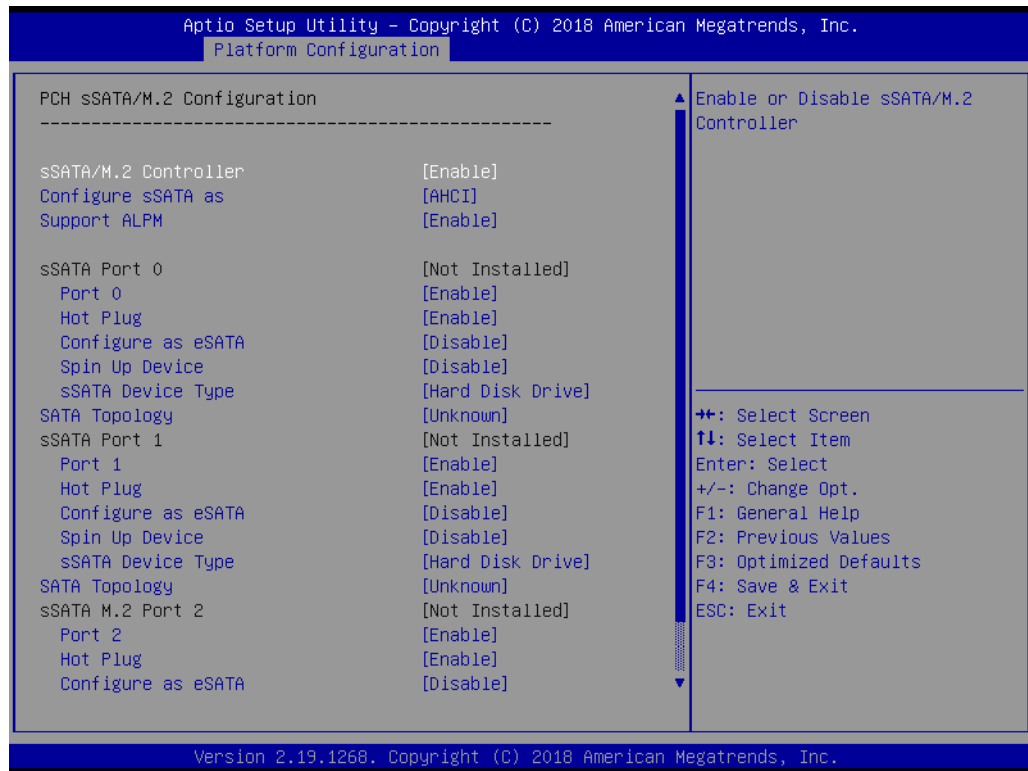 Aptio Setup Utility – Copyright (C) 2018 American Megatrends, Inc.
Platform Configuration
PCH sSATA/M.2 Configuration
--------------------------------------------------
sSATA/M.2 Controller [Enable]
Configure sSATA as [AHCI]
Support ALPM [Enable]
sSATA Port 0 [Not Installed]
Port 0 [Enable]
Hot Plug [Enable]
Configure as eSATA [Disable]
Spin Up Device [Disable]
sSATA Device Type [Hard Disk Drive]
SATA Topology [Unknown]
sSATA Port 1 [Not Installed]
Port 1 [Enable]
Hot Plug [Enable]
Configure as eSATA [Disable]
Spin Up Device [Disable]
sSATA Device Type [Hard Disk Drive]
SATA Topology [Unknown]
sSATA M.2 Port 2 [Not Installed]
Port 2 [Enable]
Hot Plug [Enable]
Configure as eSATA [Disable]
Enable or Disable sSATA/M.2
Controller
→←: Select Screen
↑↓: Select Item
Enter: Select
+/-: Change Opt.
F1: General Help
F2: Previous Values
F3: Optimized Defaults
F4: Save & Exit
ESC: Exit
Version 2.19.1268. Copyright (C) 2018 American Megatrends, Inc.